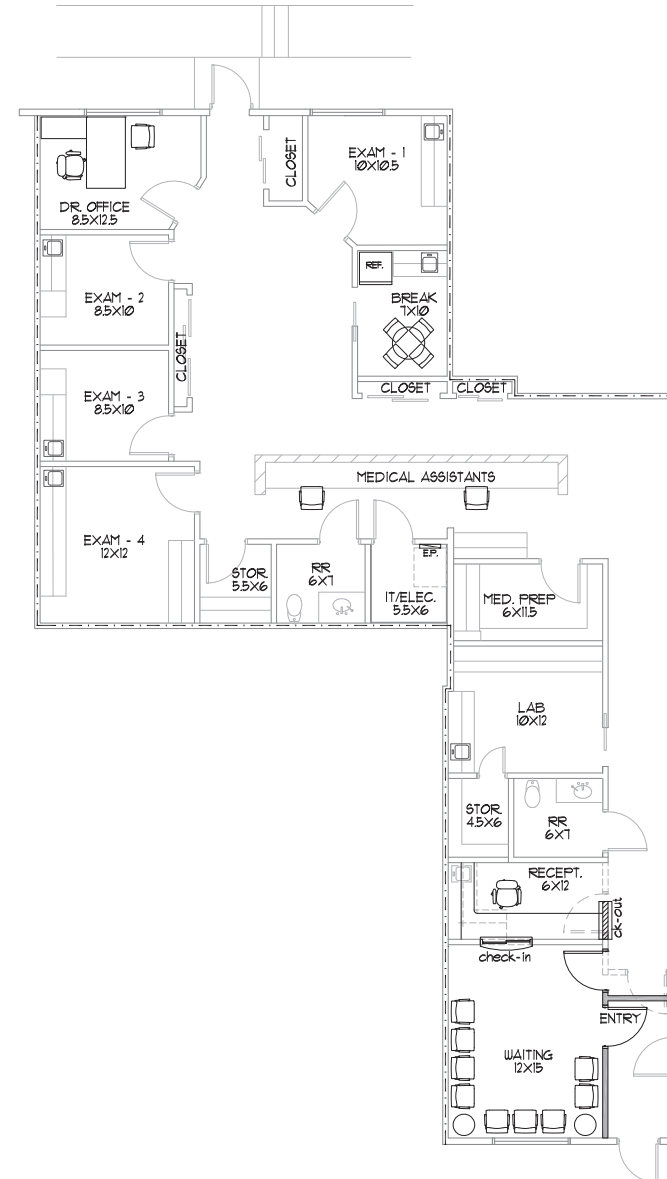 CLOSET
EXAM - 1
10X10.5
DR. OFFICE
8.5X12.5
REF.
EXAM - 2
8.5X10
BREAK
7X10
CLOSET
EXAM - 3
8.5X10
CLOSET
CLOSET
MEDICAL ASSISTANTS
EXAM - 4
12X12
STOR.
5.5X6
RR
6X7
E.P.
IT/ELEC.
5.5X6
MED. PREP
6X11.5
LAB
10X12
STOR.
4.5X6
RR
6X7
RECEPT.
6X12
ck-out
check-in
ENTRY
WAITING
12X15